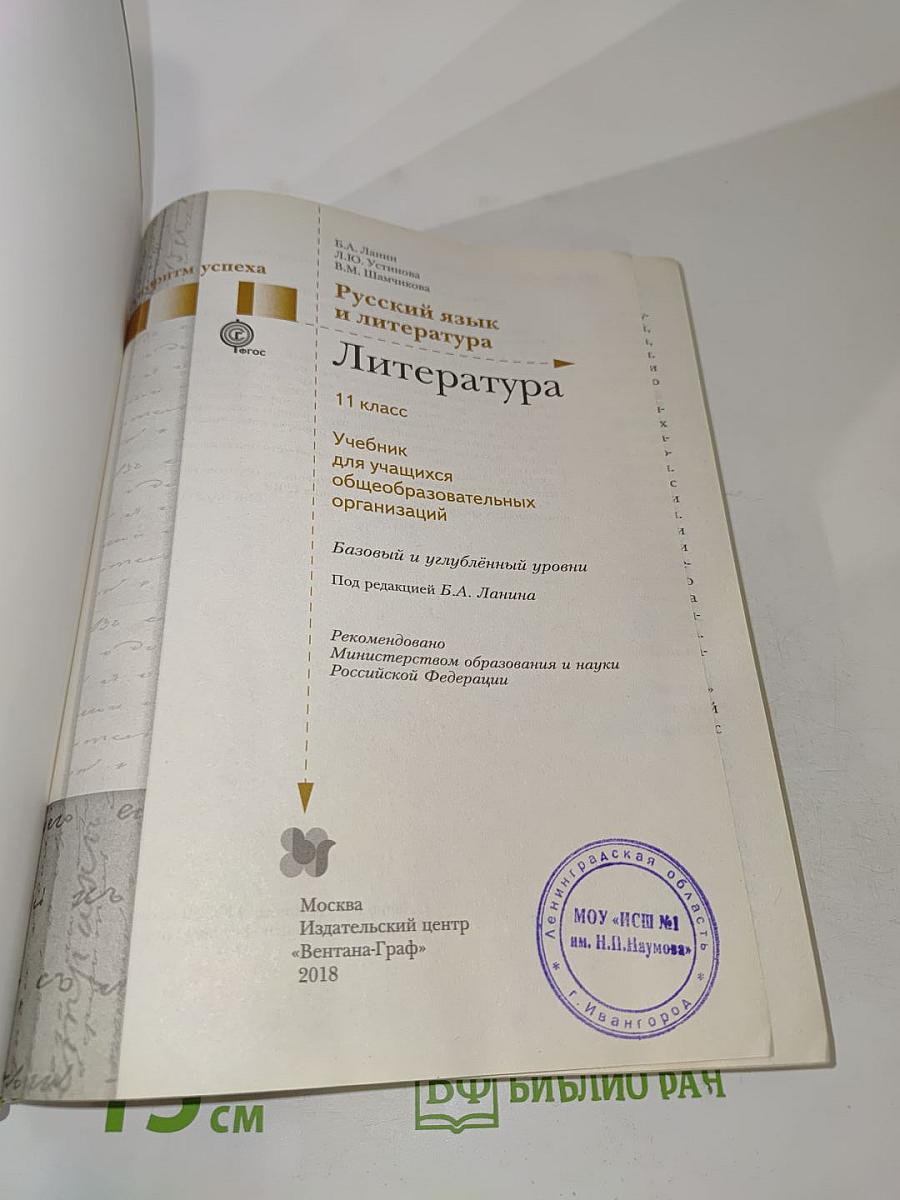 Б.А. Ланин
Л.Ю. Устинова
В.М. Шамчикова
успеха
Русский язык
и литература
ФГОС
Литература
11 класс
Учебник
для учащихся
общеобразовательных
организаций
Базовый и углублённый уровни
Под редакцией Б.А. Ланина
Рекомендовано
Министерством образования и науки
Российской Федерации
Москва
Издательский центр
«Вентана-Граф»
2018
Ленинградская область
МОУ «ИСШ №1
им. Н.П.Наумова»
* г.Ивангород *
СМ